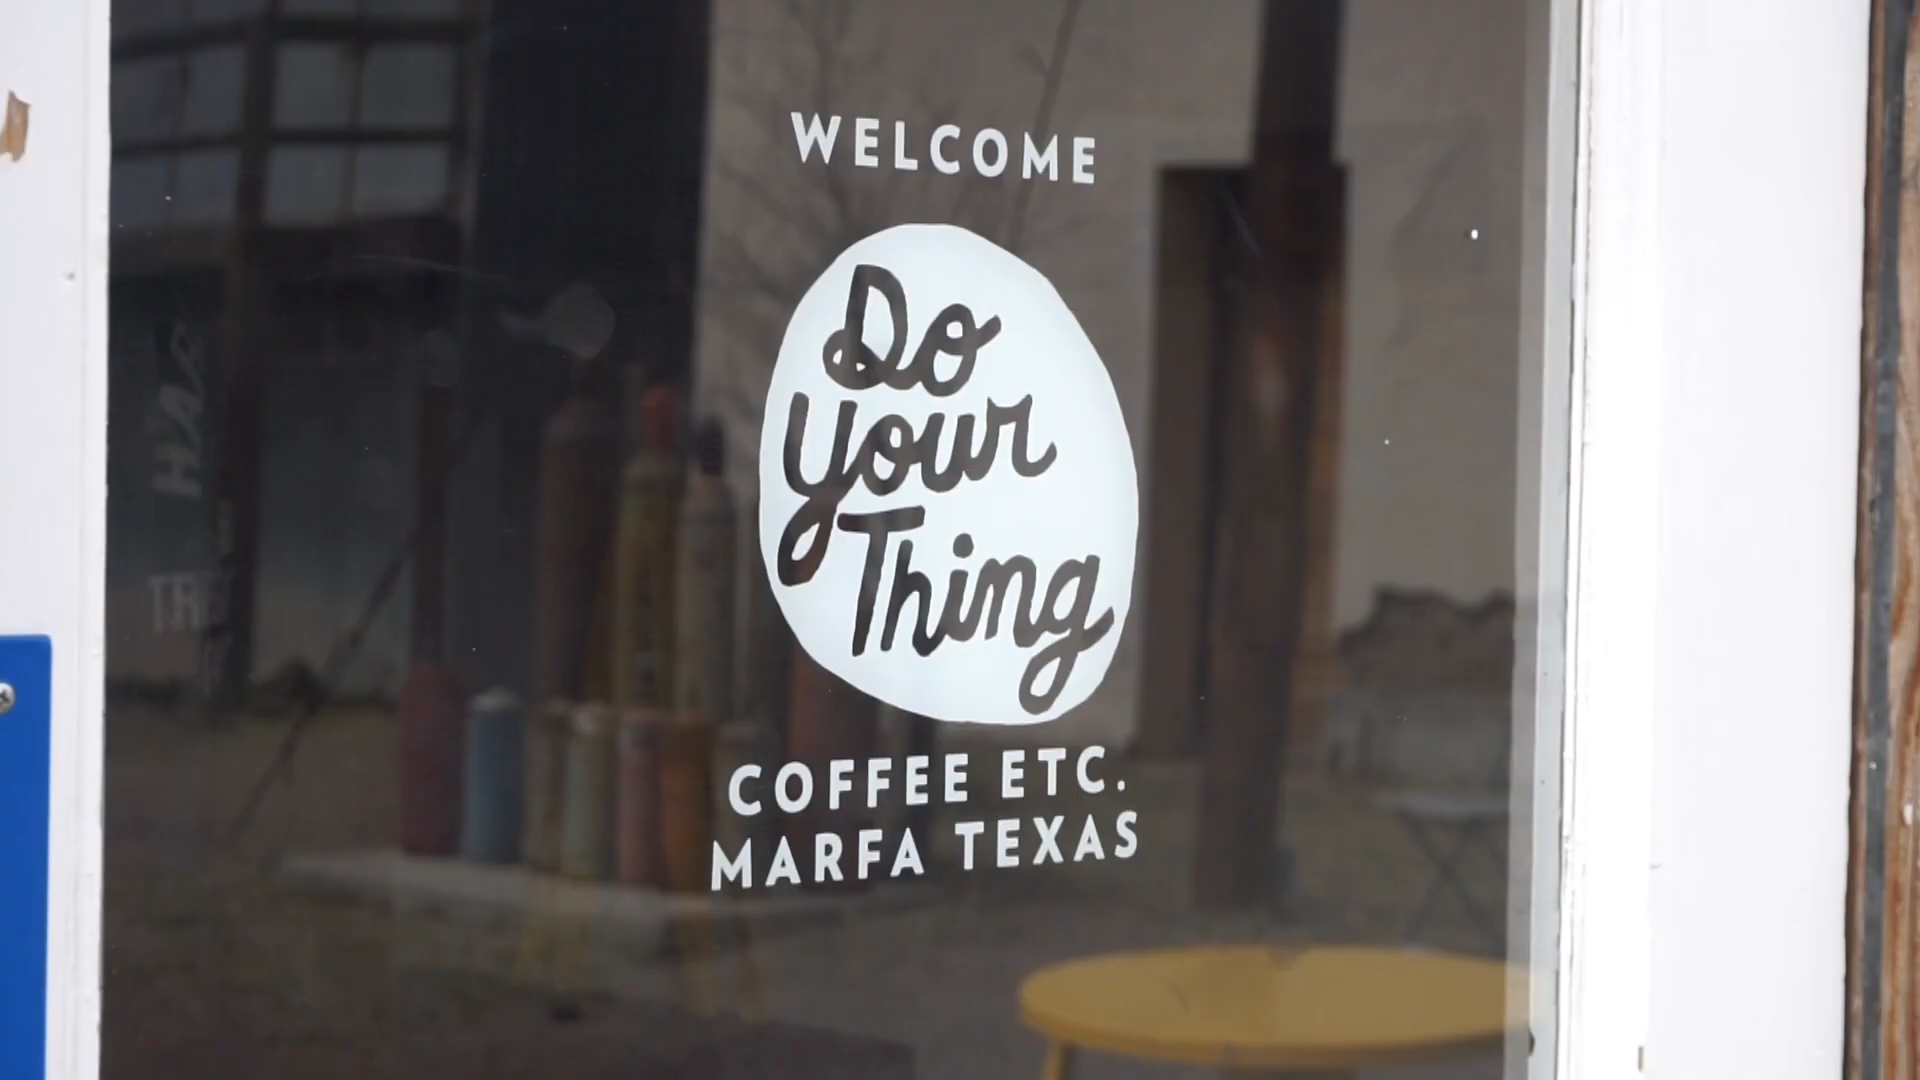 WELCOME
Do
Your
Thing
COFFEE ETC.
MARFA TEXAS